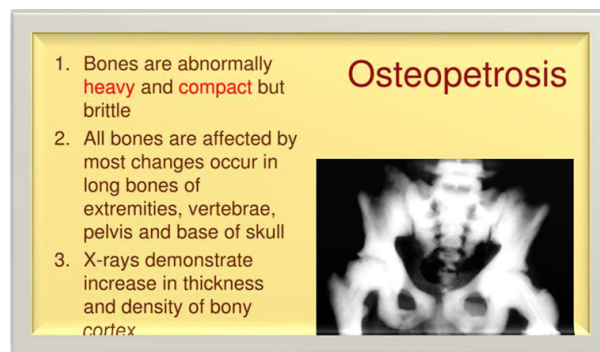 Osteopetrosis
1. Bones are abnormally
heavy and compact but
brittle
2. All bones are affected by
most changes occur in
long bones of
extremities, vertebrae,
pelvis and base of skull
3. X-rays demonstrate
increase in thickness
and density of bony
cortex